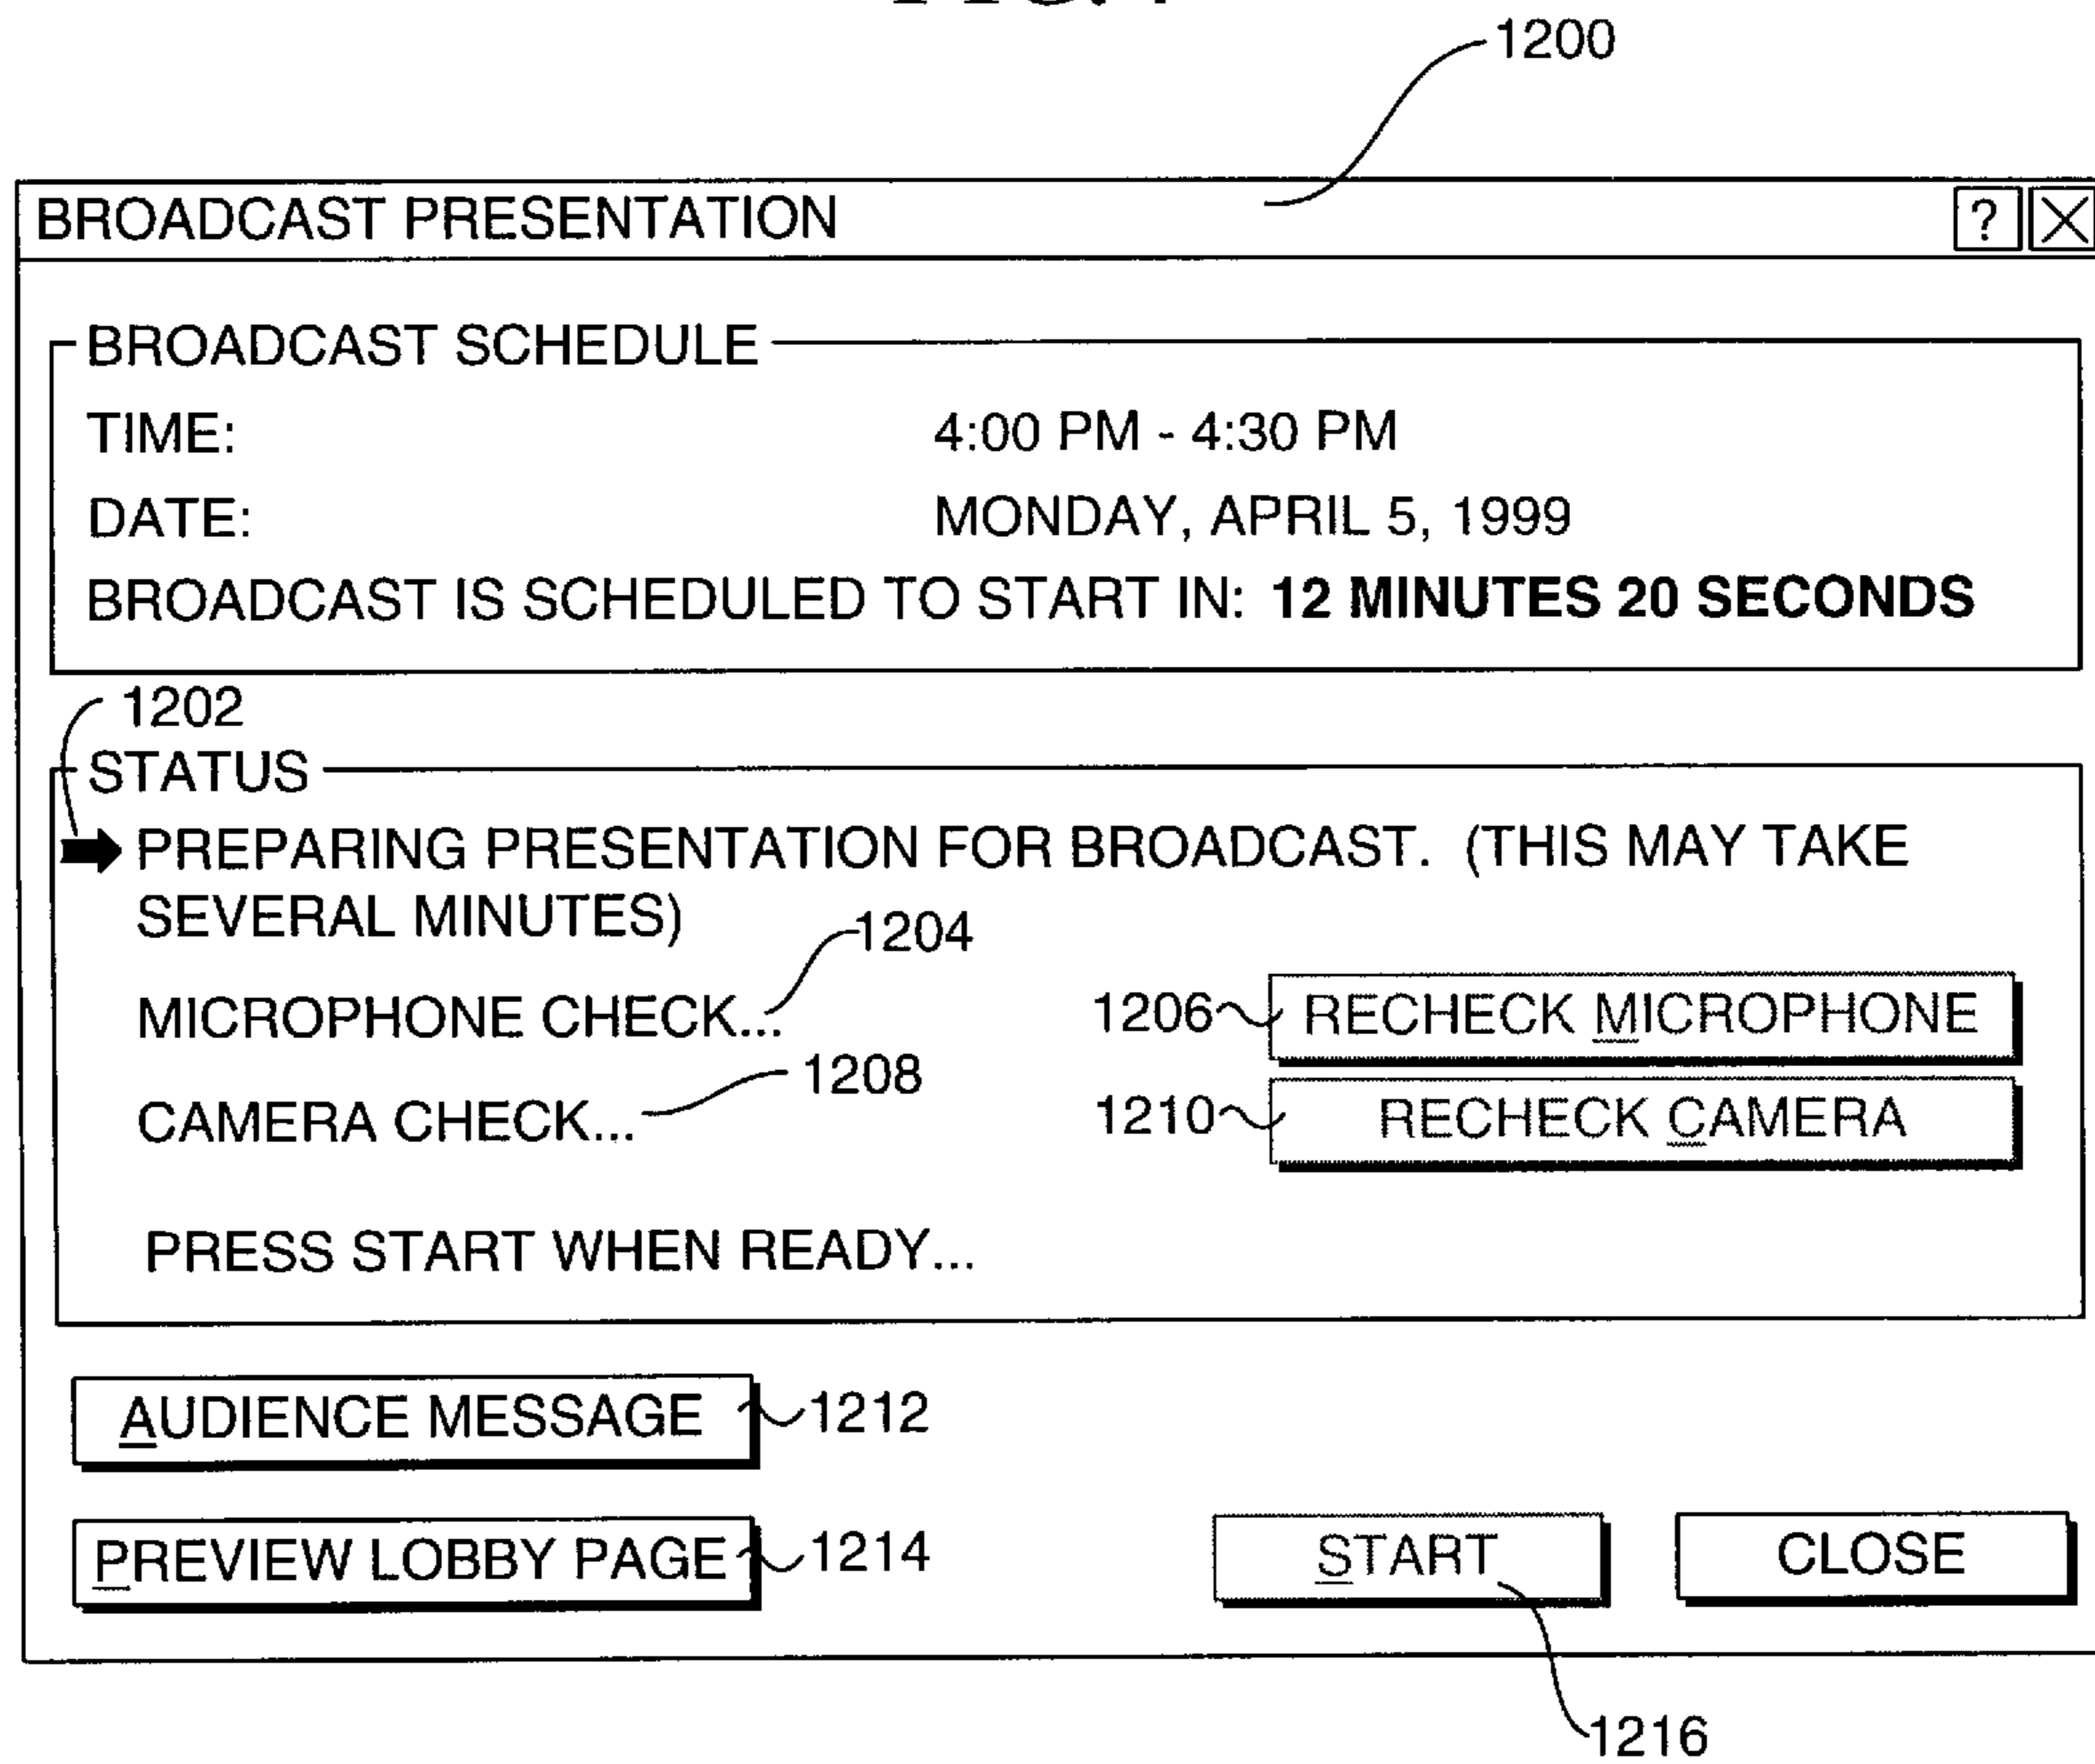 1200
BROADCAST PRESENTATION ? X
BROADCAST SCHEDULE
TIME: 4:00 PM - 4:30 PM
DATE: MONDAY, APRIL 5, 1999
BROADCAST IS SCHEDULED TO START IN: 12 MINUTES 20 SECONDS
1202
STATUS
PREPARING PRESENTATION FOR BROADCAST. (THIS MAY TAKE
SEVERAL MINUTES)
1204
MICROPHONE CHECK... 1206 RECHECK MICROPHONE
1208
CAMERA CHECK... 1210 RECHECK CAMERA
PRESS START WHEN READY...
AUDIENCE MESSAGE 1212
PREVIEW LOBBY PAGE 1214 START CLOSE
1216